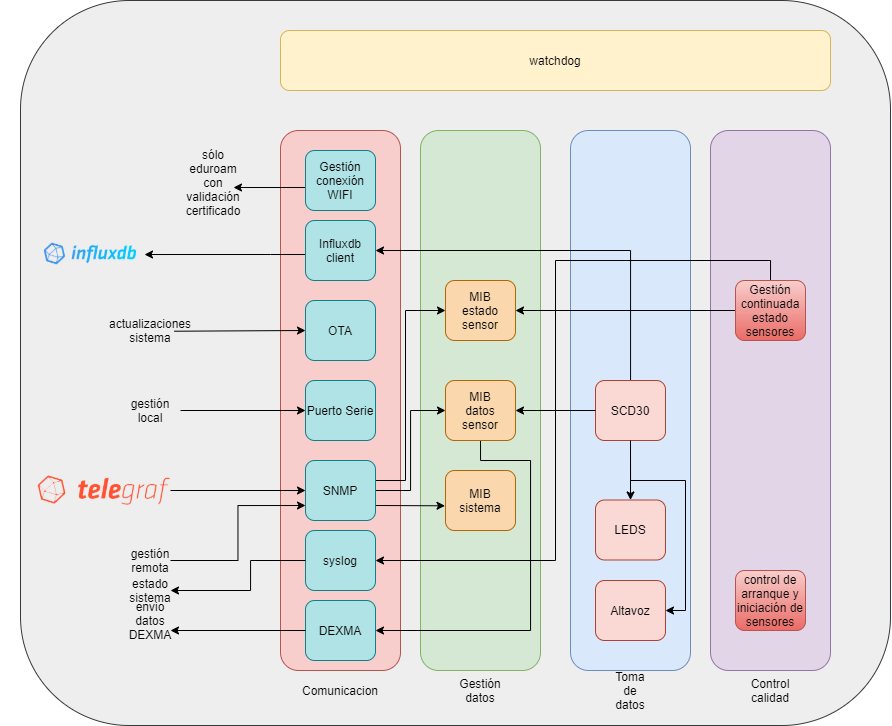 watchdog
sólo
eduroam
con
validación
certificado
Gestión
conexión
WIFI
influxdb
Influxdb
client
actualizaciones
sistema
OTA
gestión
local
Puerto Serie
telegraf
SNMP
gestión
remota
estado
sistema
syslog
envio
datos
DEXMA
DEXMA
MIB
estado
sensor
MIB
datos
sensor
MIB
sistema
SCD30
LEDS
Altavoz
Gestión
continuada
estado
sensores
control de
arranque y
iniciación de
sensores
Comunicacion
Gestión
datos
Toma
de
datos
Control
calidad